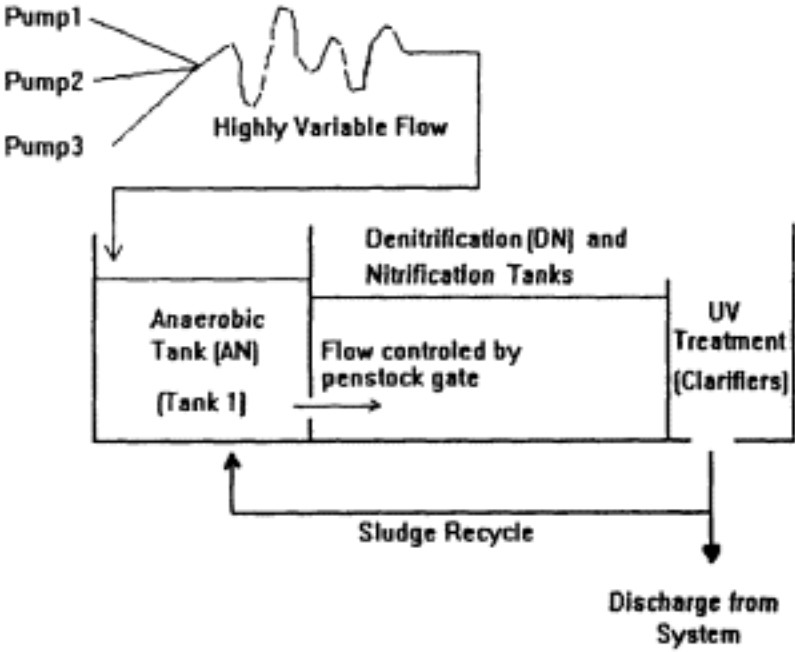 Pump1
Pump2
Pump3
Highly Variable Flow
Denitrification (DN) and
Nitrification Tanks
Anaerobic
Tank (AN)
(Tank 1)
Flow controled by
penstock gate
UV
Treatment
(Clarifiers)
Sludge Recycle
Discharge from
System